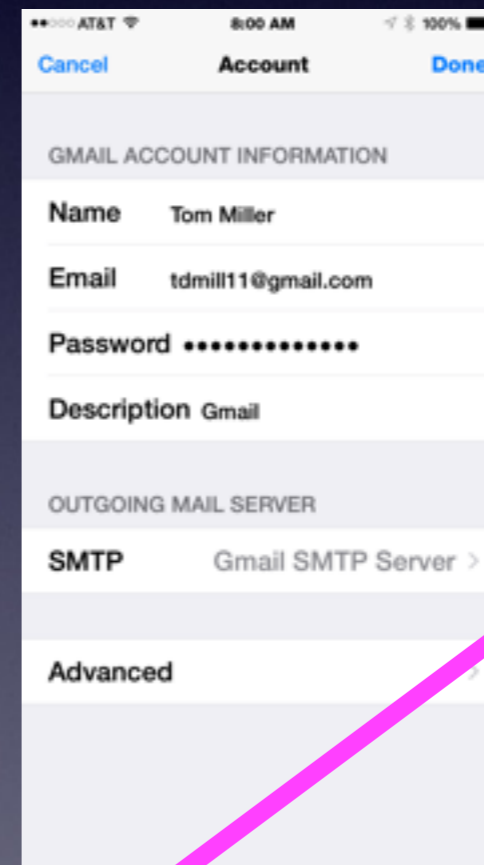 AT&T 8:00 AM 100%
Cancel Account Done
GMAIL ACCOUNT INFORMATION
Name Tom Miller
Email tdmill11@gmail.com
Password •••••••••••••
Description Gmail
OUTGOING MAIL SERVER
SMTP Gmail SMTP Server >
Advanced >